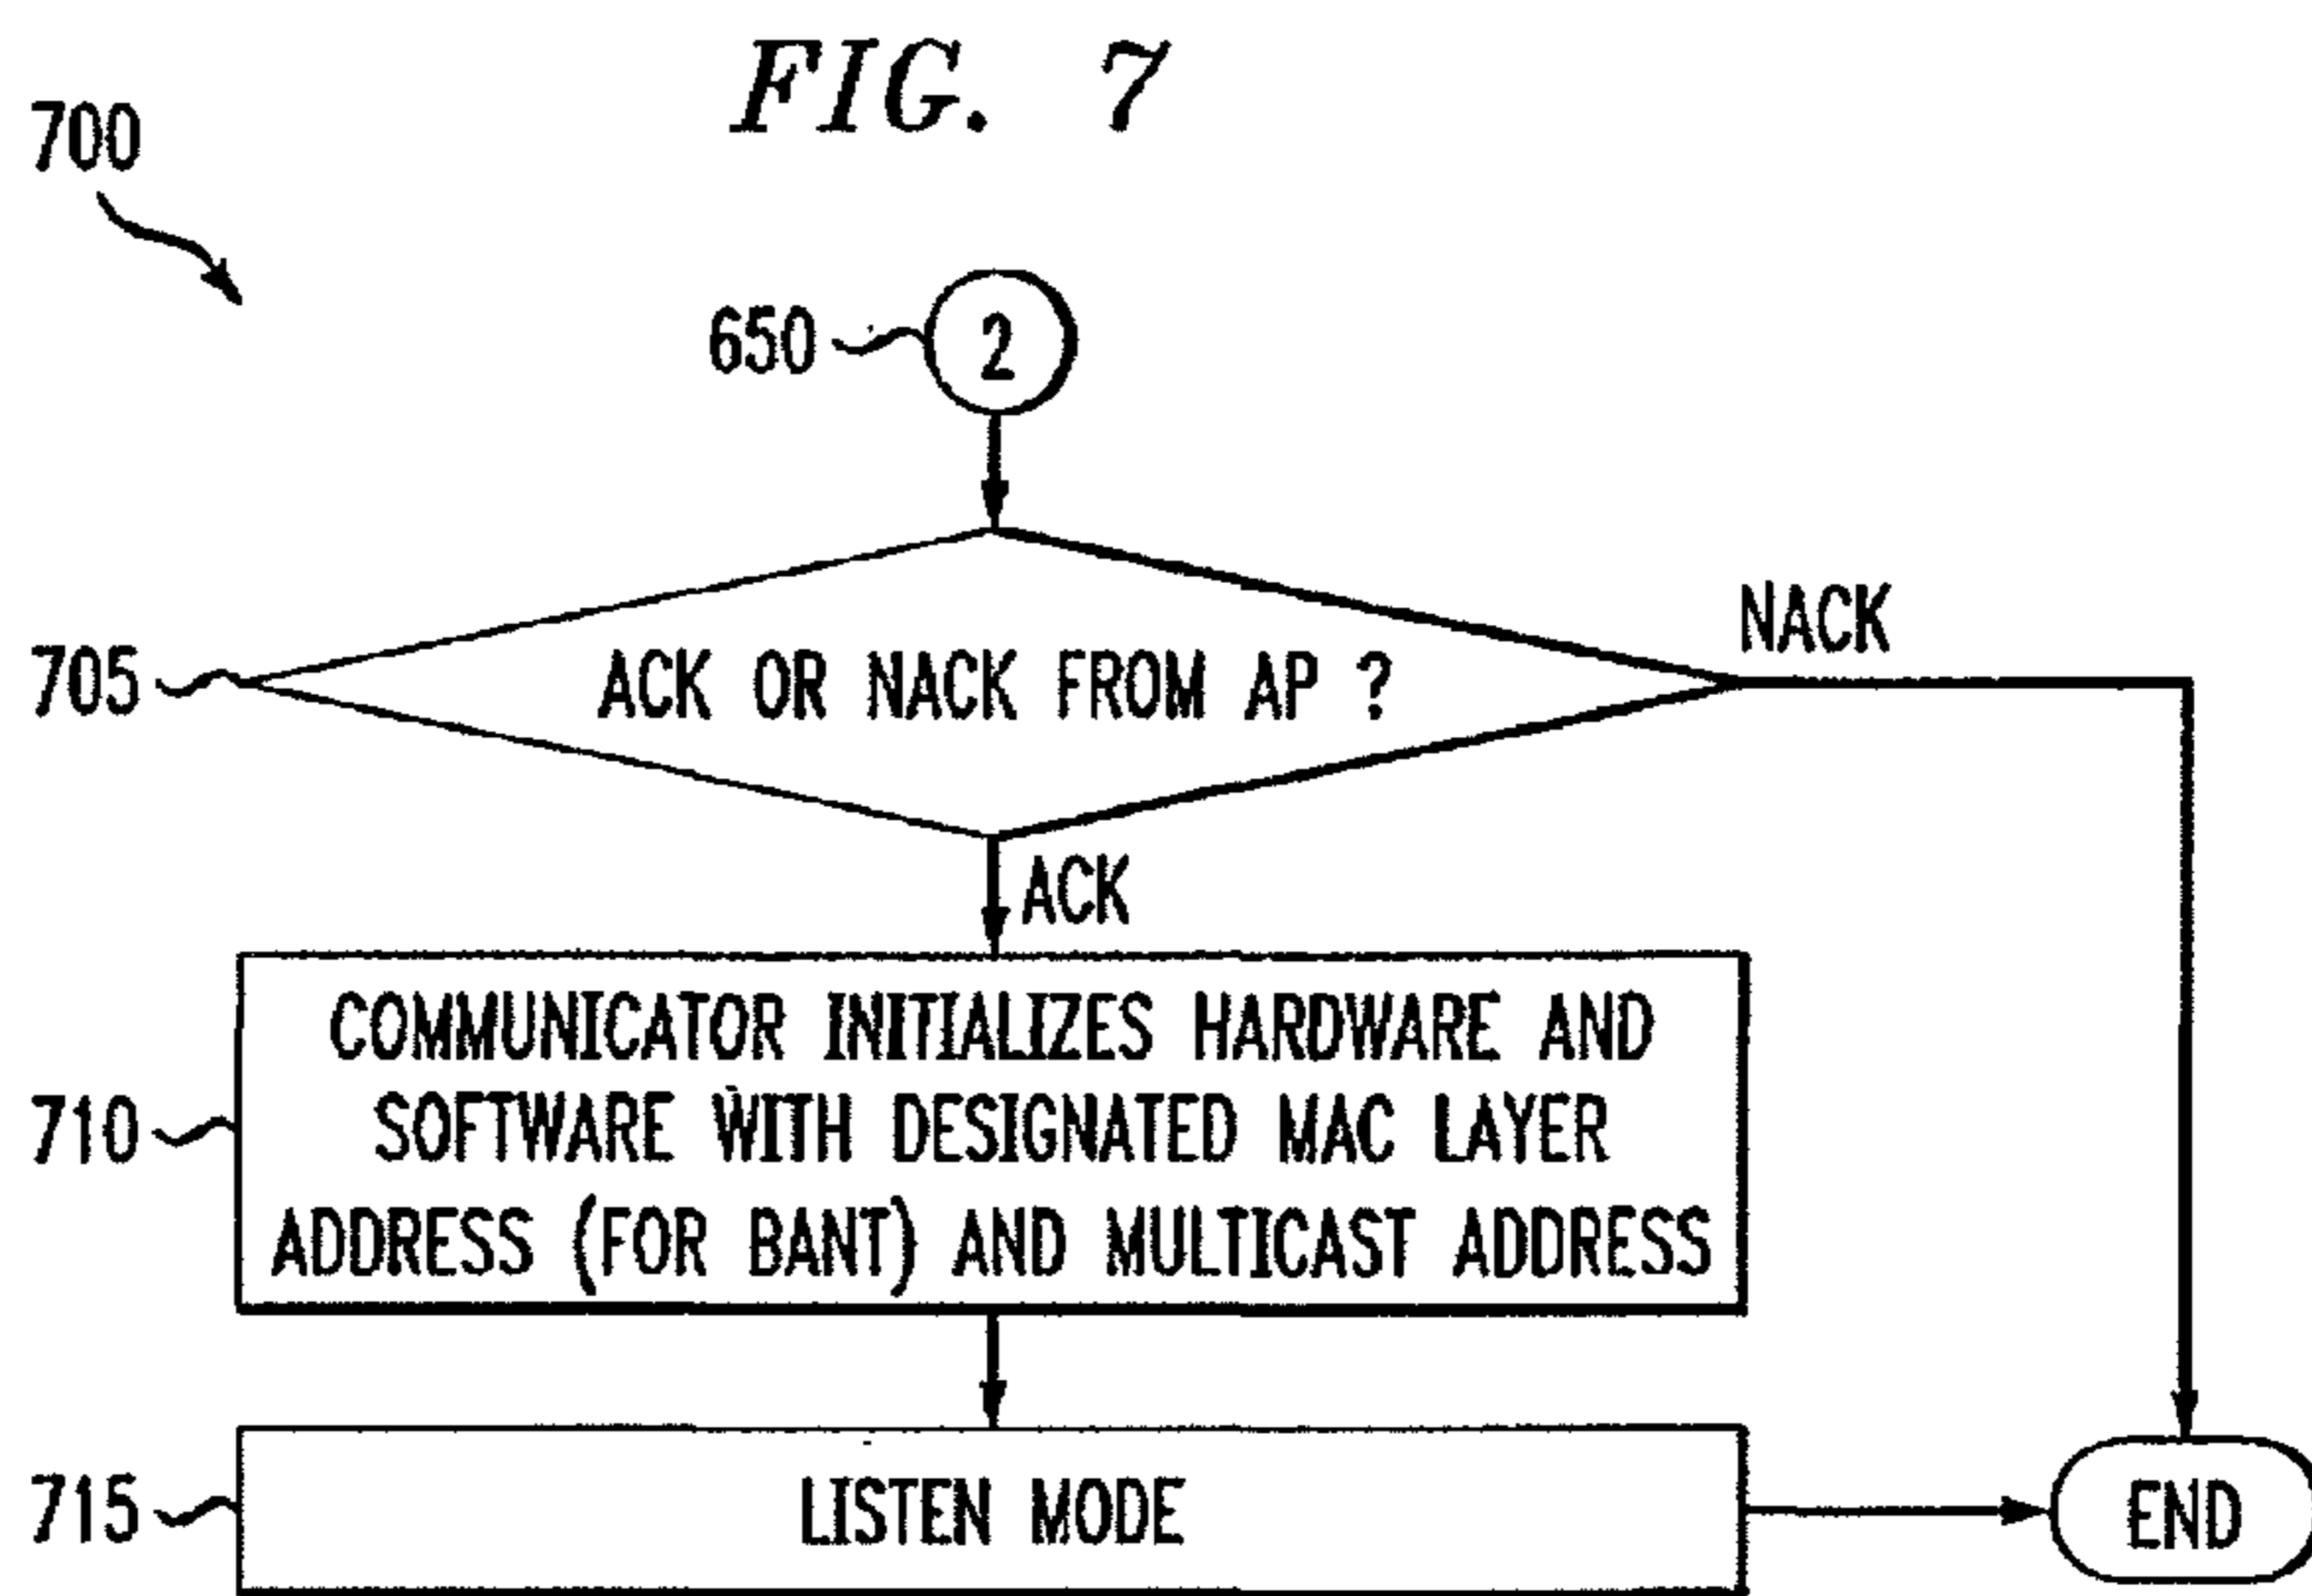 FIG. 7
700
650
2
705
ACK OR NACK FROM AP ?
NACK
ACK
710
COMMUNICATOR INITIALIZES HARDWARE AND
SOFTWARE WITH DESIGNATED MAC LAYER
ADDRESS (FOR BANT) AND MULTICAST ADDRESS
715
LISTEN MODE
END